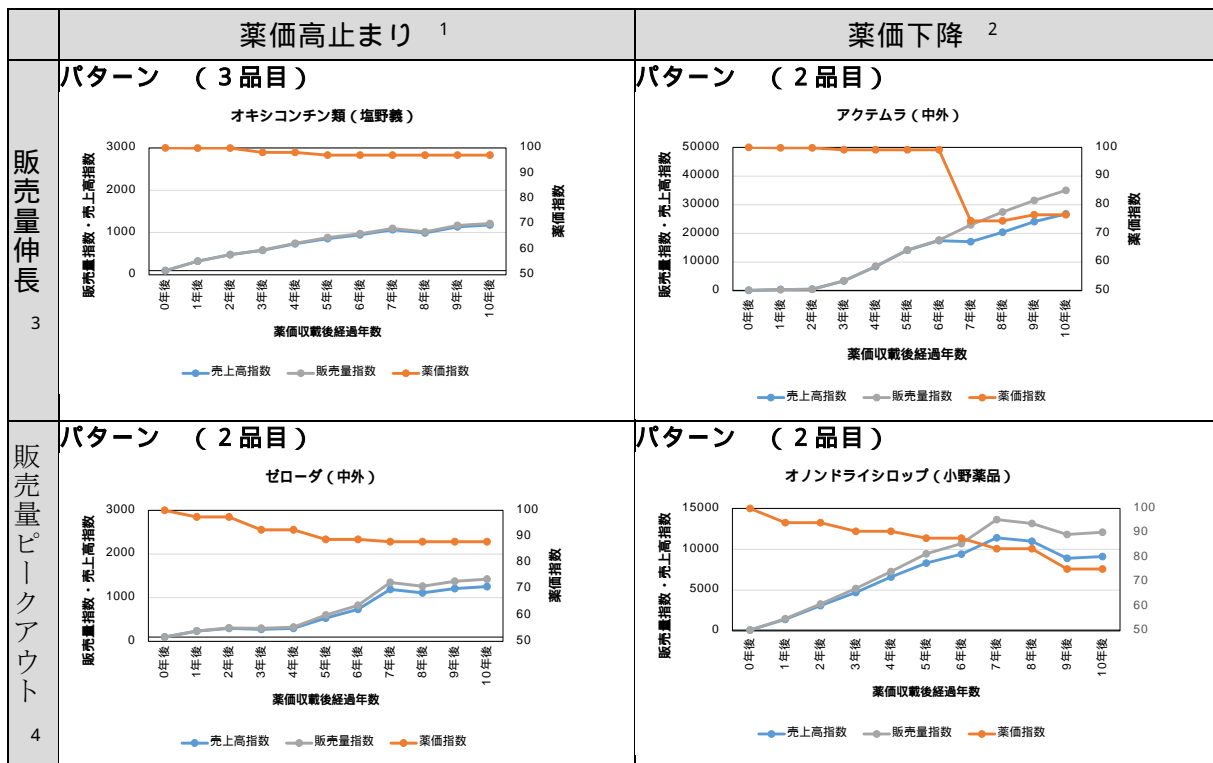 薬価高止まり 1
薬価下降 2
販売量伸長 3
パターン (3品目)
オキシコンチン類(塩野義)
販売量指数・売上高指数
3000
2000
1000
0
100
90
80
70
60
50
薬価指数
0年後 1年後 2年後 3年後 4年後 5年後 6年後 7年後 8年後 9年後 10年後
薬価収載後経過年数
売上高指数 販売量指数 薬価指数
パターン (2品目)
アクテムラ(中外)
販売量指数・売上高指数
50000
40000
30000
20000
10000
0
100
90
80
70
60
50
薬価指数
0年後 1年後 2年後 3年後 4年後 5年後 6年後 7年後 8年後 9年後 10年後
薬価収載後経過年数
売上高指数 販売量指数 薬価指数
販売量ピークアウト 4
パターン (2品目)
ゼローダ(中外)
販売量指数・売上高指数
3000
2000
1000
0
100
90
80
70
60
50
薬価指数
0年後 1年後 2年後 3年後 4年後 5年後 6年後 7年後 8年後 9年後 10年後
薬価収載後経過年数
売上高指数 販売量指数 薬価指数
パターン (2品目)
オノンドライシロップ(小野薬品)
販売量指数・売上高指数
15000
10000
5000
0
100
90
80
70
60
50
薬価指数
0年後 1年後 2年後 3年後 4年後 5年後 6年後 7年後 8年後 9年後 10年後
薬価収載後経過年数
売上高指数 販売量指数 薬価指数